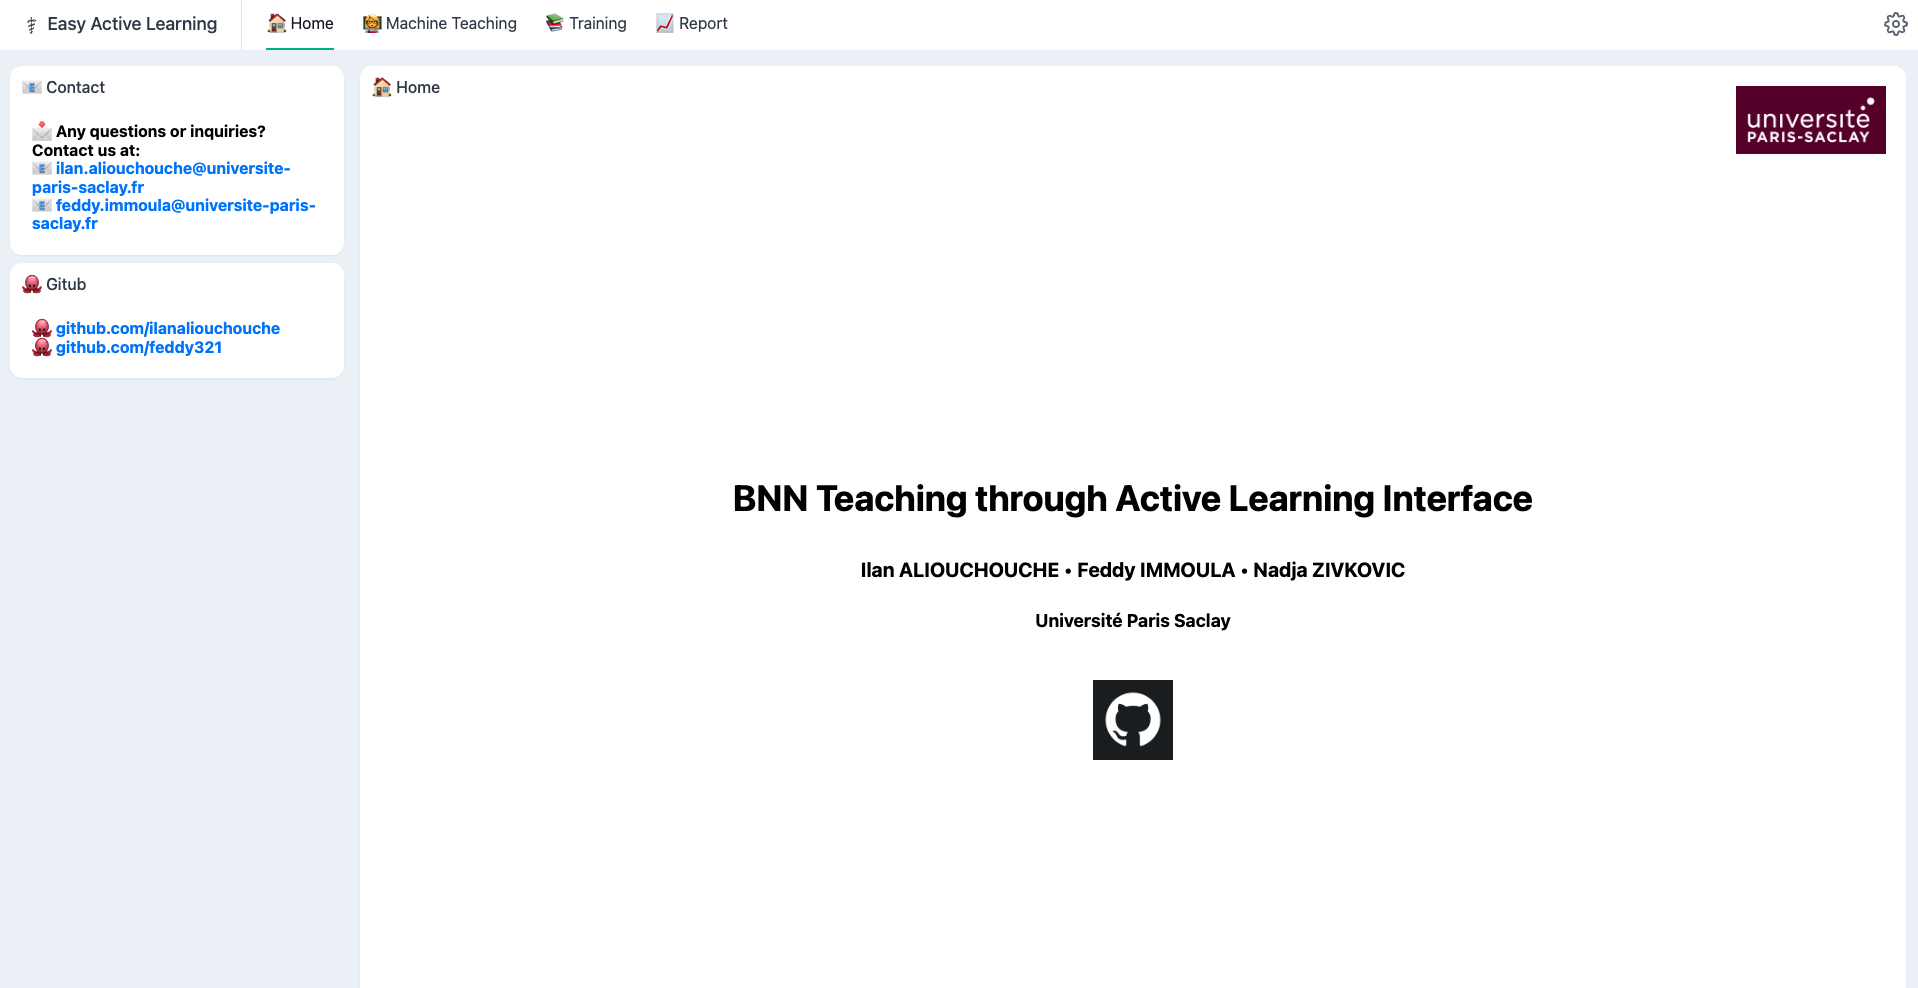 Easy Active Learning
Home
Machine Teaching
Training
Report
Contact
Any questions or inquiries?
Contact us at:
ilan.aliouchouche@universite-
paris-saclay.fr
feddy.immoula@universite-paris-
saclay.fr
Gitub
github.com/ilanaliouchouche
github.com/feddy321
Home
université
PARIS-SACLAY
BNN Teaching through Active Learning Interface
Ilan ALIOUCHOUCHE • Feddy IMMOULA • Nadja ZIVKOVIC
Université Paris Saclay